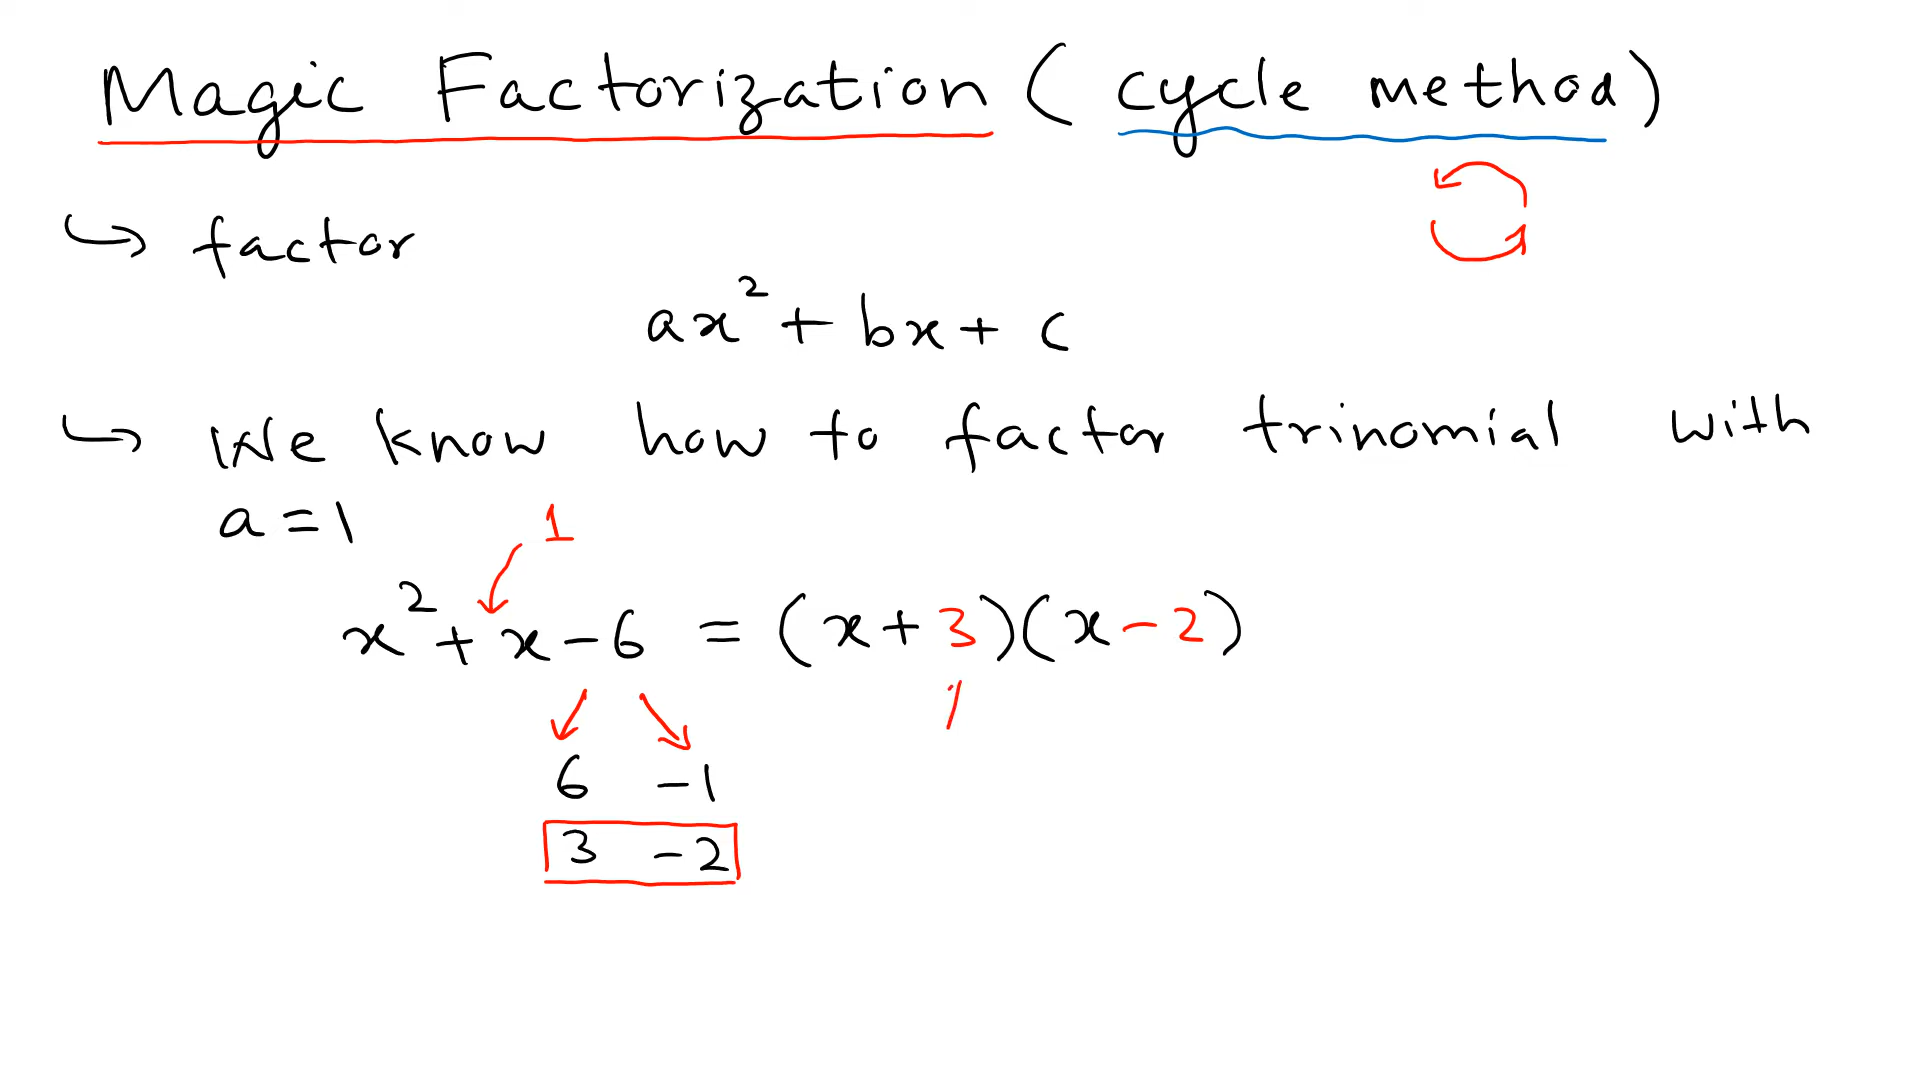 Magic Factorization (cycle method)
↪ factor
ax² + bx + c
↪ We know how to factor trinomial with
a = 1
1
x² + x - 6 = (x + 3)(x - 2)
6 -1
3 -2